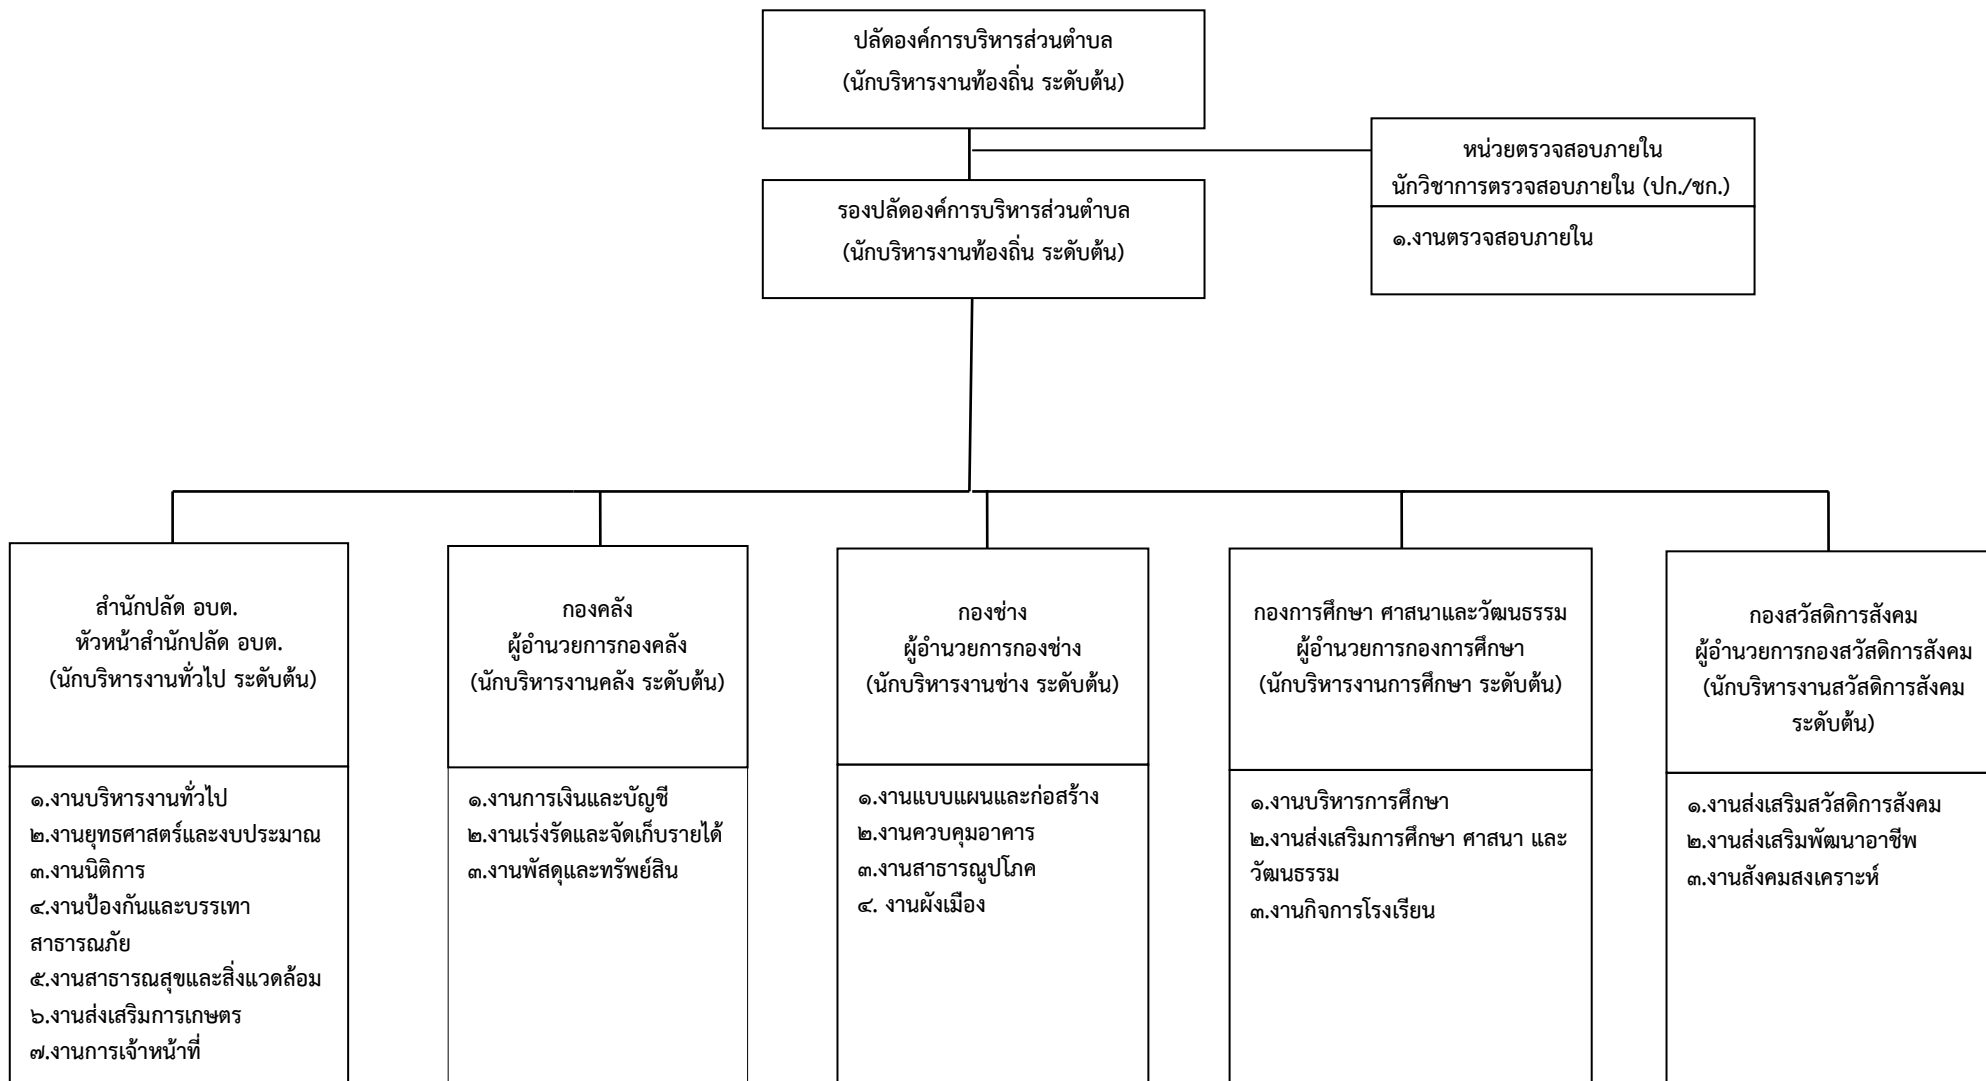 ปลัดองค์การบริหารส่วนตำบล
(นักบริหารงานท้องถิ่น ระดับต้น)
หน่วยตรวจสอบภายใน
นักวิชาการตรวจสอบภายใน (ปก./ชก.)
๑.งานตรวจสอบภายใน
รองปลัดองค์การบริหารส่วนตำบล
(นักบริหารงานท้องถิ่น ระดับต้น)
สำนักปลัด อบต.
หัวหน้าสำนักปลัด อบต.
(นักบริหารงานทั่วไป ระดับต้น)
๑.งานบริหารงานทั่วไป
๒.งานยุทธศาสตร์และงบประมาณ
๓.งานนิติการ
๔.งานป้องกันและบรรเทา
สาธารณภัย
๕.งานสาธารณสุขและสิ่งแวดล้อม
๖.งานส่งเสริมการเกษตร
๗.งานการเจ้าหน้าที่
กองคลัง
ผู้อำนวยการกองคลัง
(นักบริหารงานคลัง ระดับต้น)
๑.งานการเงินและบัญชี
๒.งานเร่งรัดและจัดเก็บรายได้
๓.งานพัสดุและทรัพย์สิน
กองช่าง
ผู้อำนวยการกองช่าง
(นักบริหารงานช่าง ระดับต้น)
๑.งานแบบแผนและก่อสร้าง
๒.งานควบคุมอาคาร
๓.งานสาธารณูปโภค
๔. งานผังเมือง
กองการศึกษา ศาสนาและวัฒนธรรม
ผู้อำนวยการกองการศึกษา
(นักบริหารงานการศึกษา ระดับต้น)
๑.งานบริหารการศึกษา
๒.งานส่งเสริมการศึกษา ศาสนา และ
วัฒนธรรม
๓.งานกิจการโรงเรียน
กองสวัสดิการสังคม
ผู้อำนวยการกองสวัสดิการสังคม
(นักบริหารงานสวัสดิการสังคม
ระดับต้น)
๑.งานส่งเสริมสวัสดิการสังคม
๒.งานส่งเสริมพัฒนาอาชีพ
๓.งานสังคมสงเคราะห์